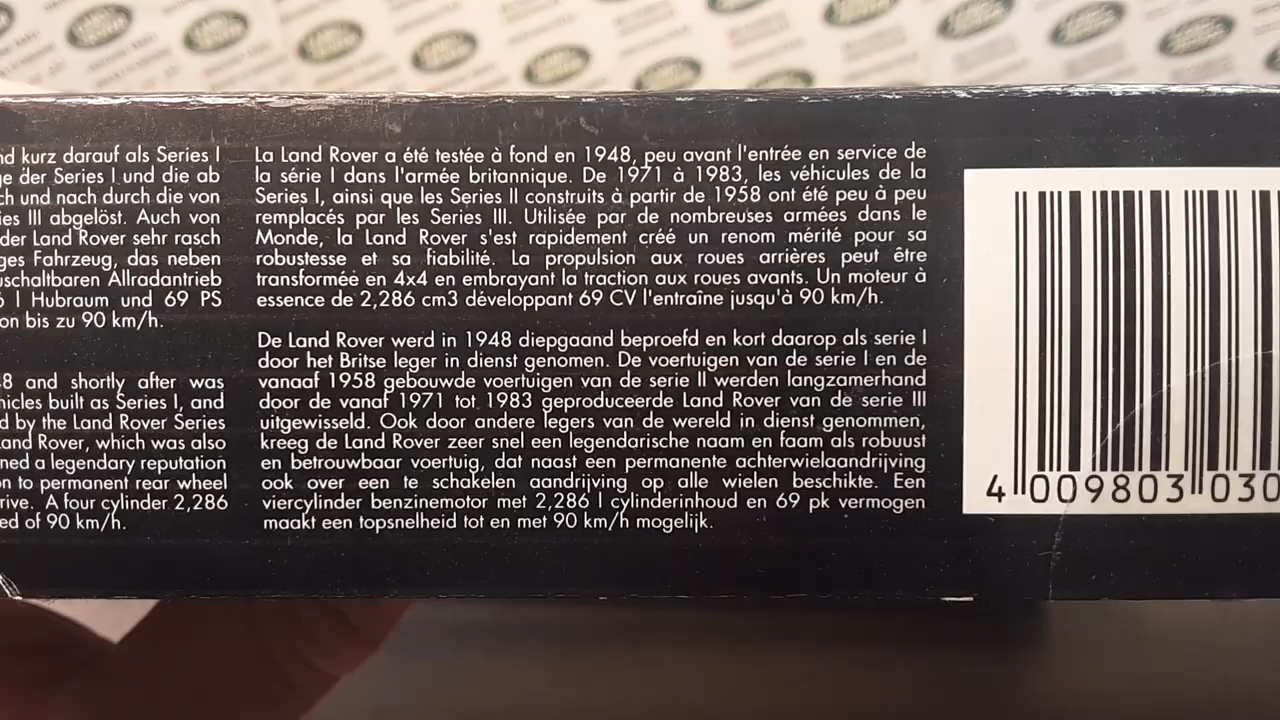 nd kurz darauf als Series I
ge der Series I und die ab
ch und nach durch die von
ies III abgelöst. Auch von
der Land Rover sehr rasch
ges Fahrzeug, das neben
uschaltbaren Allradantrieb
6 l Hubraum und 69 PS
on bis zu 90 km/h.
48 and shortly after was
hicles built as Series I, and
d by the Land Rover Series
Land Rover, which was also
ned a legendary reputation
on to permanent rear wheel
rive. A four cylinder 2,286
ed of 90 km/h.
La Land Rover a été testée à fond en 1948, peu avant l'entrée en service de
la série I dans l'armée britannique. De 1971 à 1983, les véhicules de la
Series I, ainsi que les Series II construits à partir de 1958 ont été peu à peu
remplacés par les Series III. Utilisée par de nombreuses armées dans le
Monde, la Land Rover s'est rapidement créé un renom mérité pour sa
robustesse et sa fiabilité. La propulsion aux roues arrières peut être
transformée en 4x4 en embrayant la traction aux roues avants. Un moteur à
essence de 2,286 cm3 développant 69 CV l'entraîne jusqu'à 90 km/h.
De Land Rover werd in 1948 diepgaand beproefd en kort daarop als serie I
door het Britse leger in dienst genomen. De voertuigen van de serie I en de
vanaaf 1958 gebouwde voertuigen van de serie II werden langzamerhand
door de vanaf 1971 tot 1983 geproduceerde Land Rover van de serie III
uitgewisseld. Ook door andere legers van de wereld in dienst genommen,
kreeg de Land Rover zeer snel een legendarische naam en faam als robuust
en betrouwbaar voertuig, dat naast een permanente achterwielaandrijving
ook over een te schakelen aandrijving op alle wielen beschikte. Een
viercylinder benzinemotor met 2,286 l cylinderinhoud en 69 pk vermogen
maakt een topsnelheid tot en met 90 km/h mogelijk.
4 009803 030